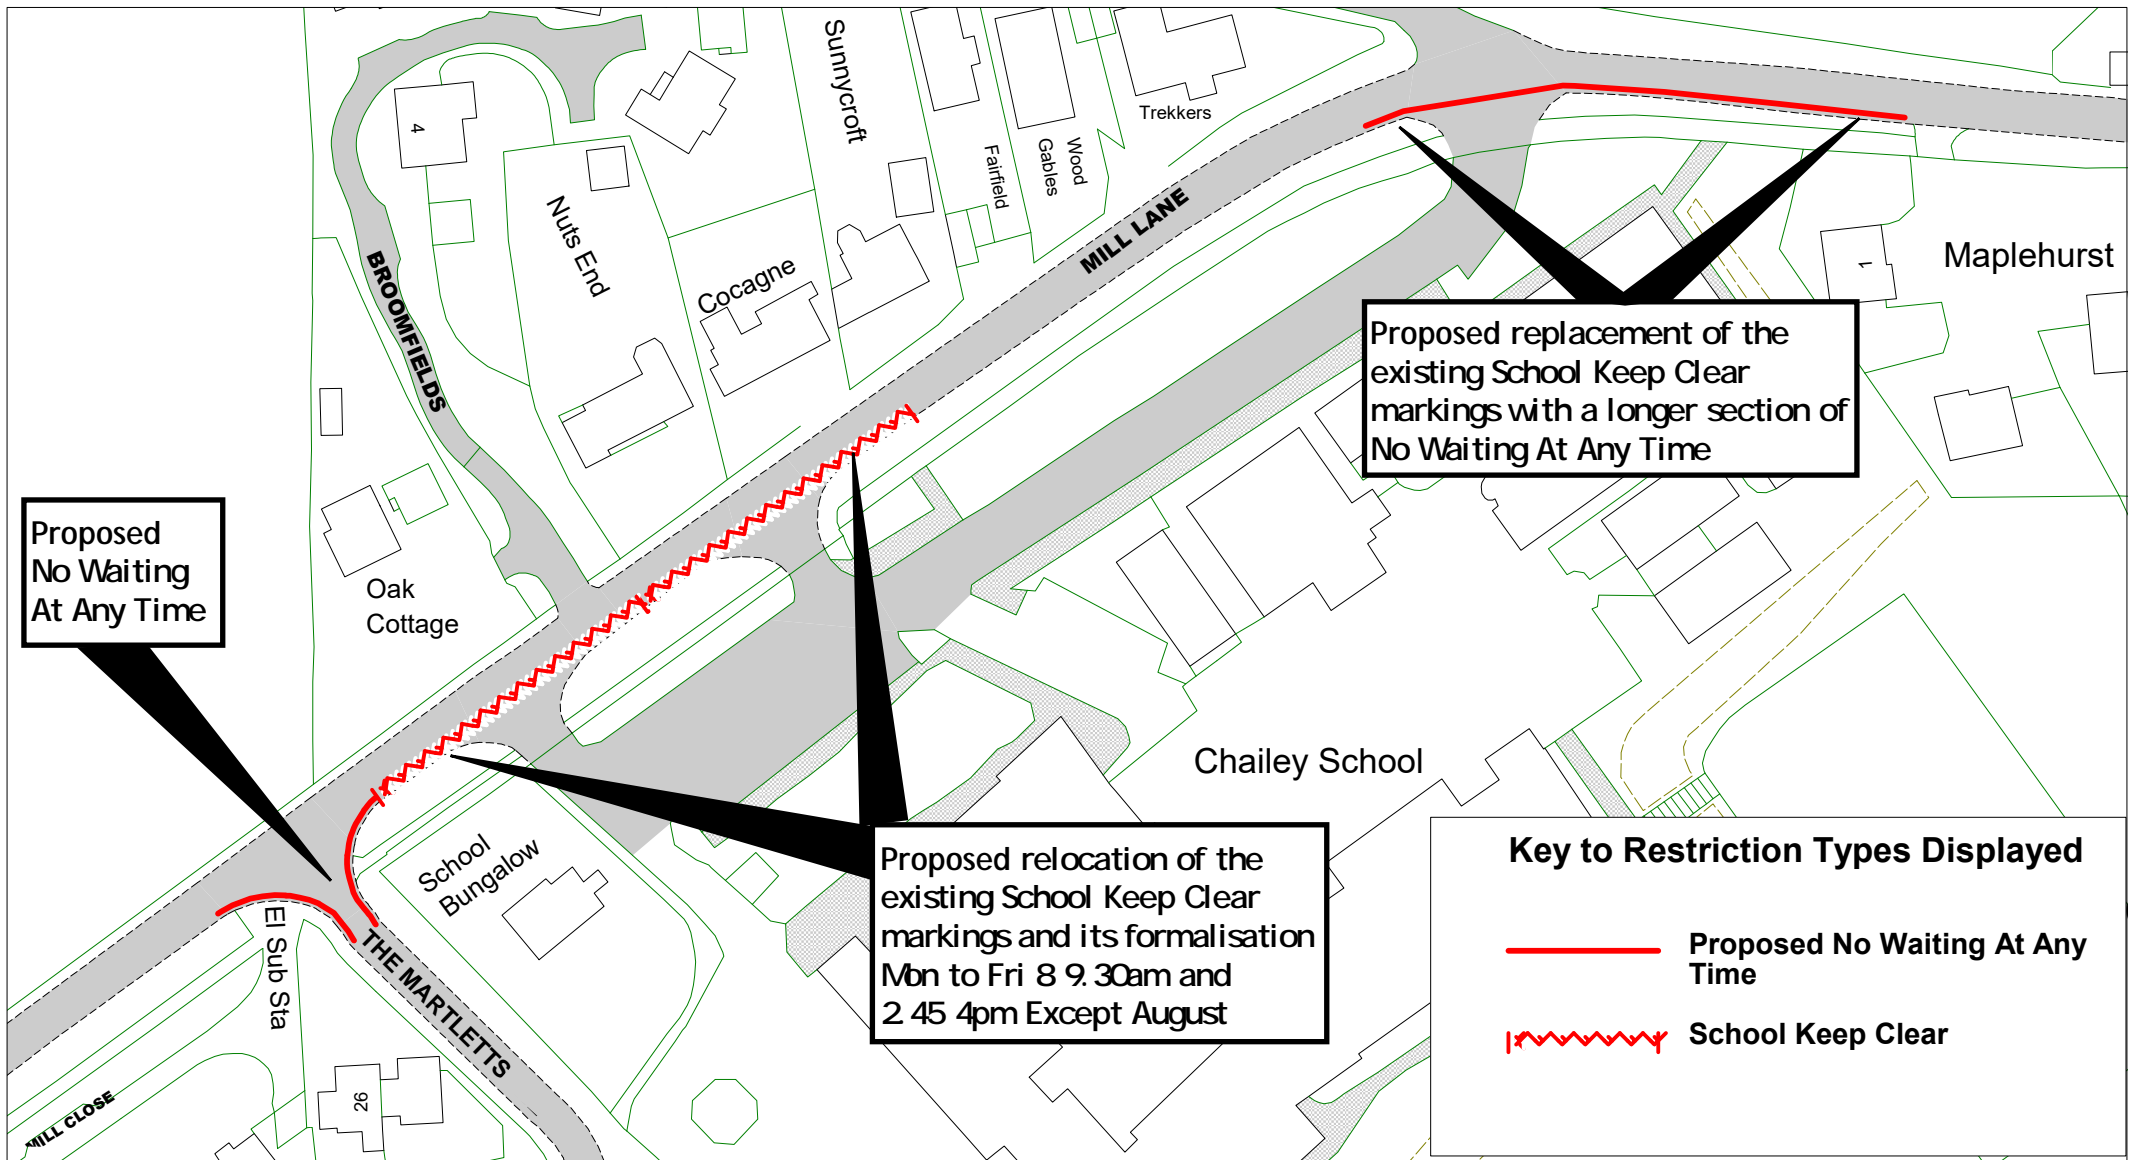 Sunnycroft
Trekkers
Fairfield
Wood
Gables
4
Nuts End
Cocagne
MILL LANE
BROOMFIELDS
1
Maplehurst
Proposed replacement of the
existing School Keep Clear
markings with a longer section of
No Waiting At Any Time
Proposed
No Waiting
At Any Time
Oak
Cottage
Chailey School
School
Bungalow
Proposed relocation of the
existing School Keep Clear
markings and its formalisation
Mon to Fri 8 9.30am and
2.45 4pm Except August
El Sub Sta
THE MARTLETTS
26
MILL CLOSE
Key to Restriction Types Displayed
Proposed No Waiting At Any
Time
School Keep Clear